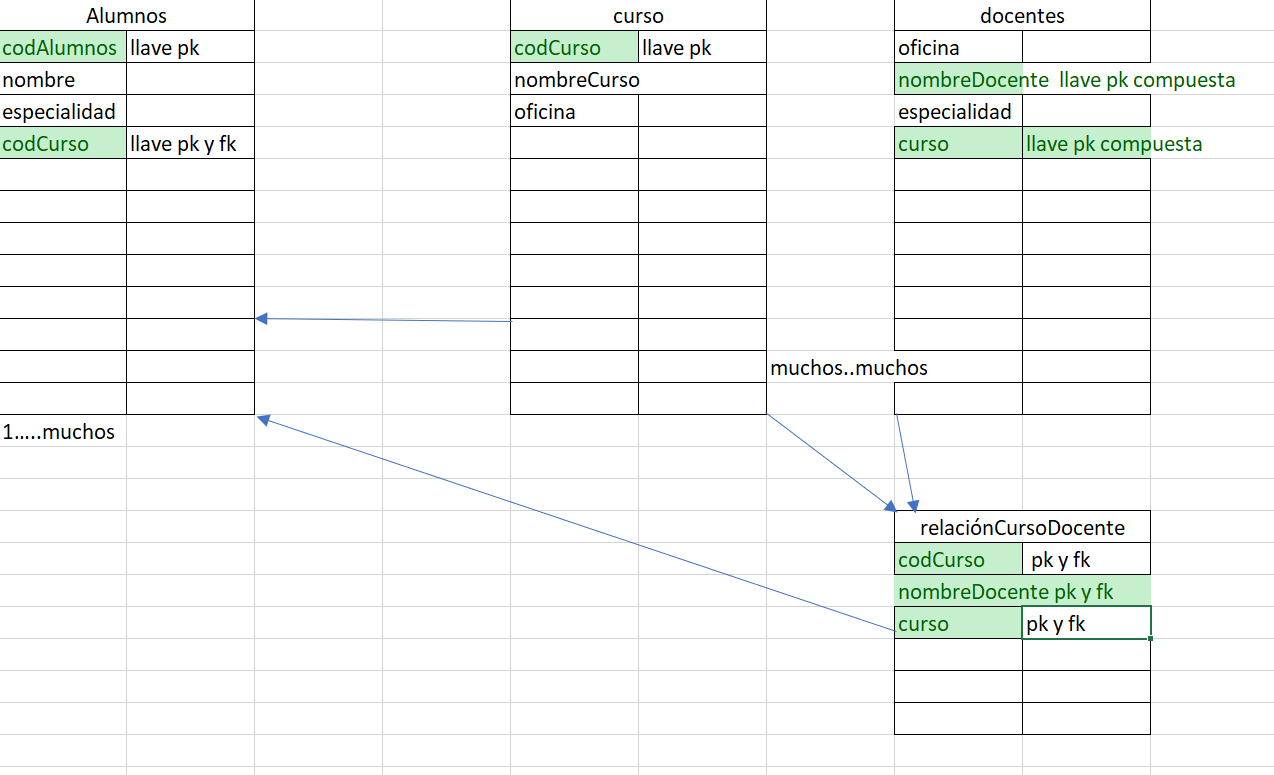 Alumnos curso docentes
codAlumnos llave pk codCurso llave pk oficina
nombre nombreCurso nombreDocente llave pk compuesta
especialidad oficina especialidad
codCurso llave pk y fk curso llave pk compuesta
muchos..muchos
1.....muchos
relaciónCursoDocente
codCurso pk y fk
nombreDocente pk y fk
curso pk y fk